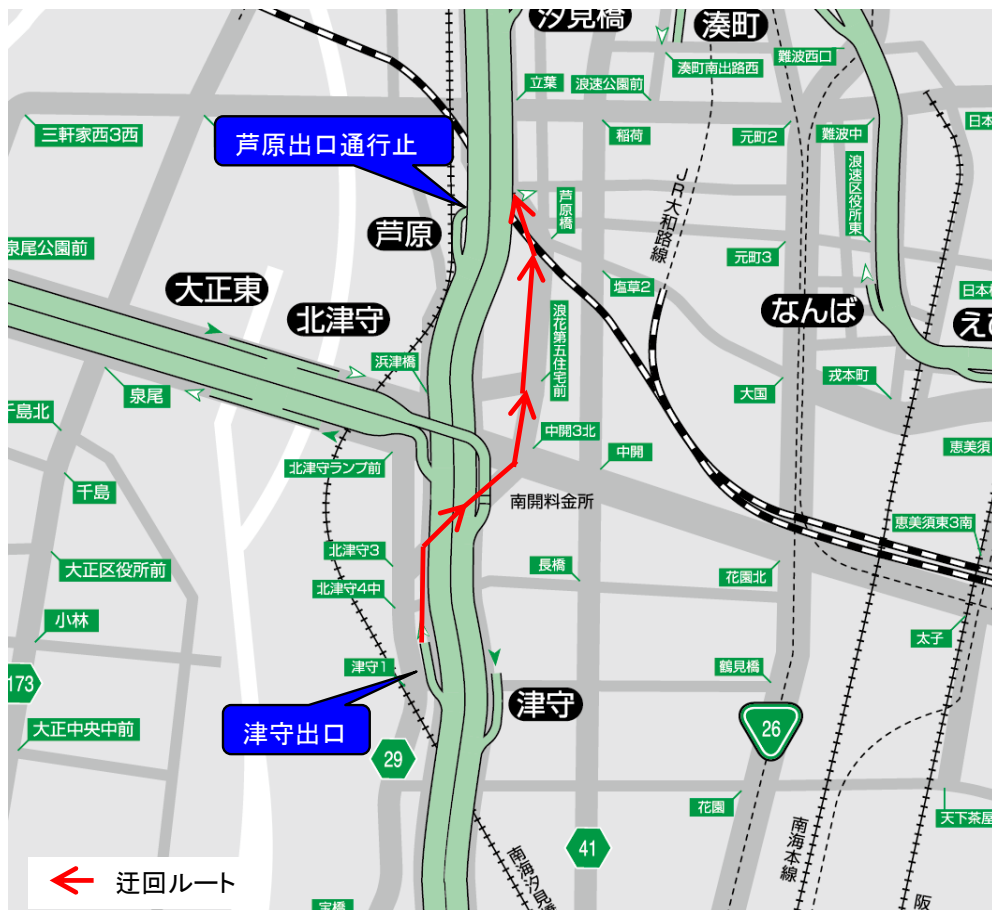 汐見橋
湊町
立葉
浪速公園前
湊町南出路西
難波西口
三軒家西3西
芦原出口通行止
稲荷
元町2
難波中
日本
浪速区役所東
JR大和路線
芦原橋
芦原
泉尾公園前
大正東
北津守
元町3
塩草2
なんば
日本橋
えび
浪花第五住宅前
浜津橋
泉尾
大国
戎本町
千島北
中開3北
中開
恵美須
北津守ランプ前
千島
南開料金所
恵美須東3南
北津守3
大正区役所前
長橋
花園北
北津守4中
小林
太子
173
津守1
鶴見橋
津守
大正中央中前
津守出口
26
29
花園
天下茶屋
41
南海本線
南海汐見橋
阪
迂回ルート
宝橋